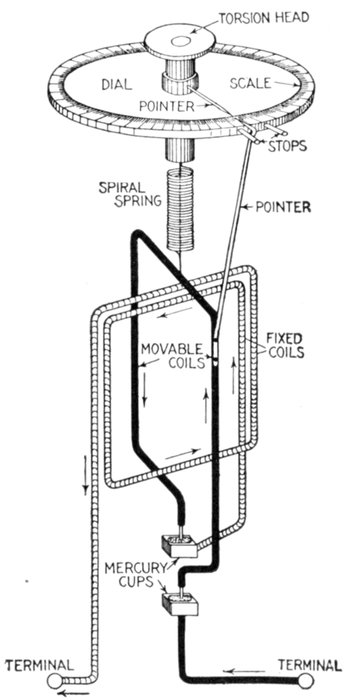 TORSION HEAD
DIAL
SCALE
POINTER
STOPS
SPIRAL
SPRING
POINTER
MOVABLE
COILS
FIXED
COILS
MERCURY
CUPS
TERMINAL
TERMINAL